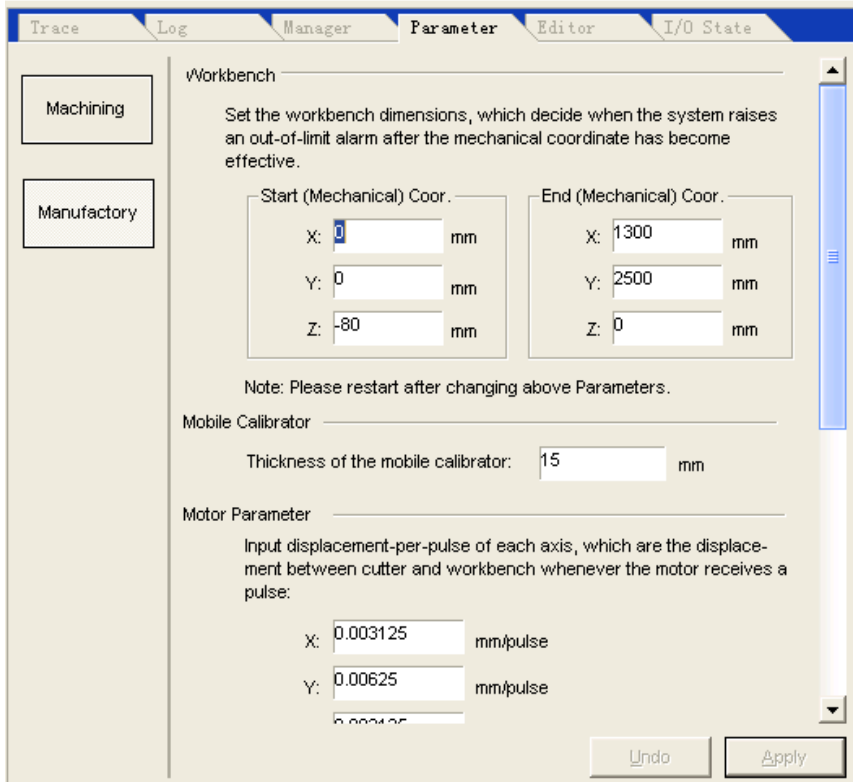 Trace Log Manager Parameter Editor I/O State
Machining
Manufactory
Workbench
Set the workbench dimensions, which decide when the system raises
an out-of-limit alarm after the mechanical coordinate has become
effective.
Start (Mechanical) Coor.
X: 0 mm
Y: 0 mm
Z: -80 mm
End (Mechanical) Coor.
X: 1300 mm
Y: 2500 mm
Z: 0 mm
Note: Please restart after changing above Parameters.
Mobile Calibrator
Thickness of the mobile calibrator: 15 mm
Motor Parameter
Input displacement-per-pulse of each axis, which are the displace-
ment between cutter and workbench whenever the motor receives a
pulse:
X: 0.003125 mm/pulse
Y: 0.00625 mm/pulse
Undo Apply